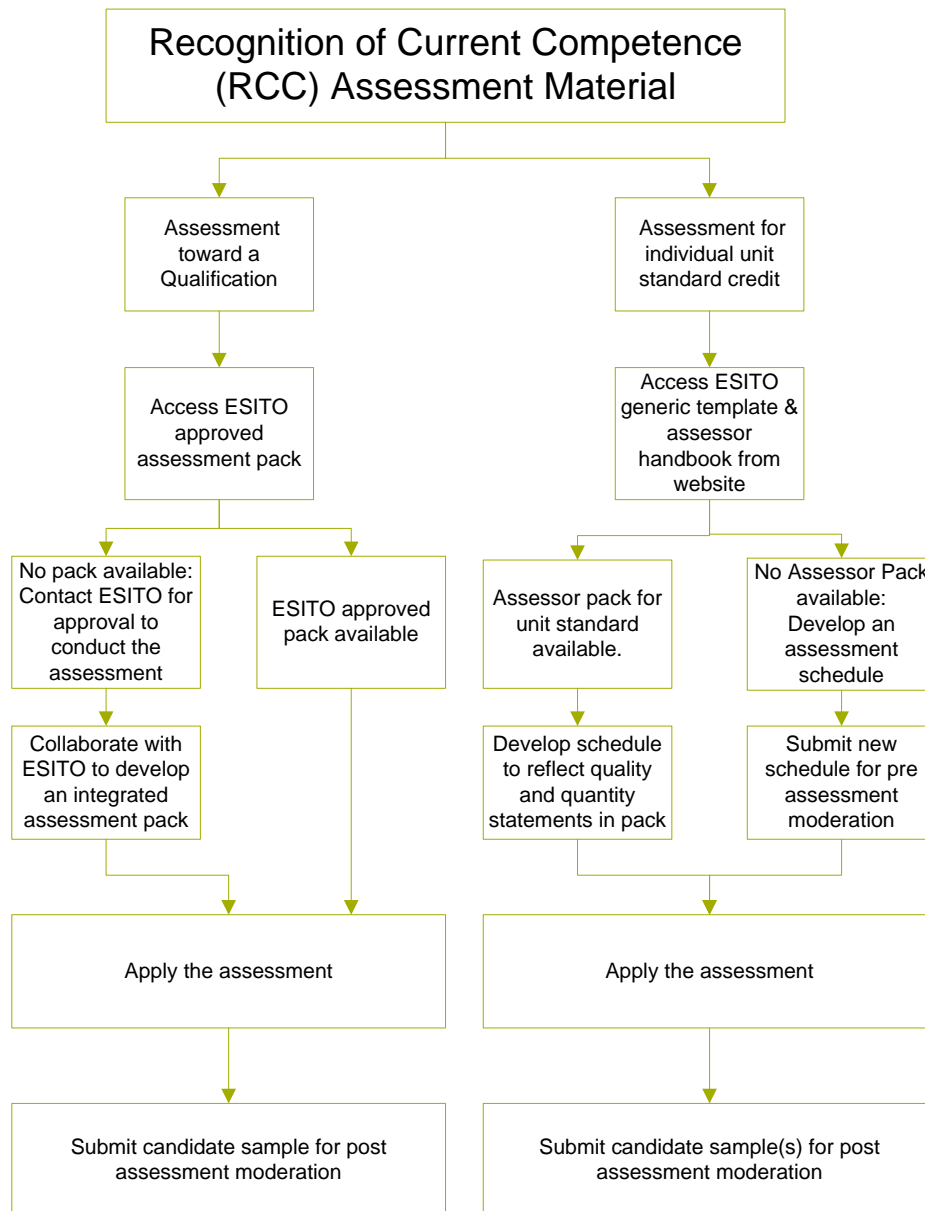 Recognition of Current Competence
(RCC) Assessment Material
Assessment
toward a
Qualification
Assessment for
individual unit
standard credit
Access ESITO
approved
assessment pack
Access ESITO
generic template &
assessor
handbook from
website
No pack available:
Contact ESITO for
approval to
conduct the
assessment
ESITO approved
pack available
Assessor pack for
unit standard
available.
No Assessor Pack
available:
Develop an
assessment
schedule
Collaborate with
ESITO to develop
an integrated
assessment pack
Develop schedule
to reflect quality
and quantity
statements in pack
Submit new
schedule for pre
assessment
moderation
Apply the assessment
Apply the assessment
Submit candidate sample for post
assessment moderation
Submit candidate sample(s) for post
assessment moderation